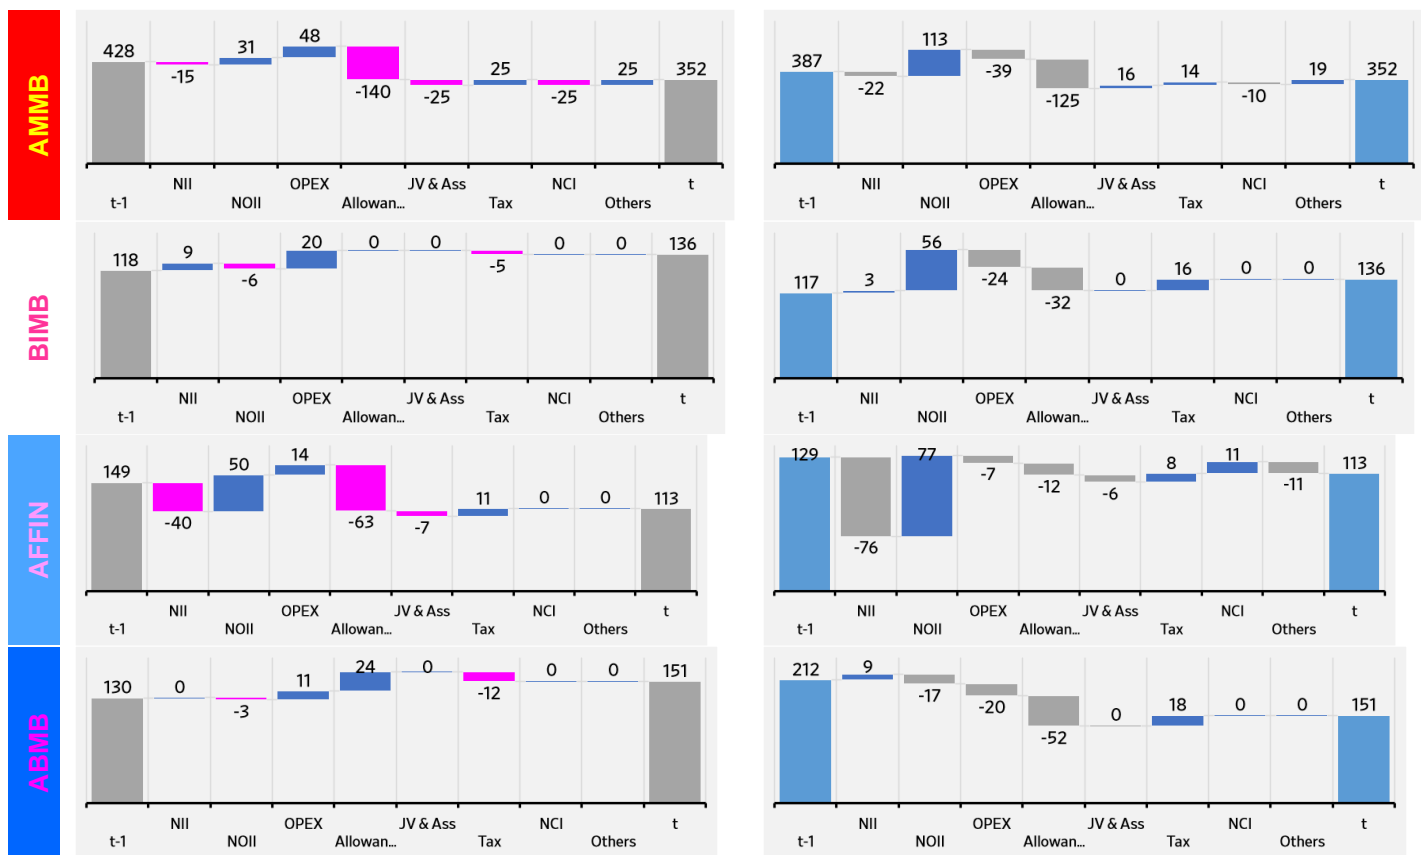 AMMB
428 -15 31 48 -140 -25 25 -25 25 352
NII OPEX JV & Ass NCI t
t-1 NOII Allowan... Tax Others
387 -22 113 -39 -125 16 14 -10 19 352
NII OPEX JV & Ass NCI t
t-1 NOII Allowan... Tax Others
BIMB
118 9 -6 20 0 0 -5 0 0 136
NII OPEX JV & Ass NCI t
t-1 NOII Allowan... Tax Others
117 3 56 -24 -32 0 16 0 0 136
NII OPEX JV & Ass NCI t
t-1 NOII Allowan... Tax Others
AFFIN
149 -40 50 14 -63 -7 11 0 0 113
NII OPEX JV & Ass NCI t
t-1 NOII Allowan... Tax Others
129 -76 77 -7 -12 -6 8 11 -11 113
NII OPEX JV & Ass NCI t
t-1 NOII Allowan... Tax Others
ABMB
130 0 -3 11 24 0 -12 0 0 151
NII OPEX JV & Ass NCI t
t-1 NOII Allowan... Tax Others
212 9 -17 -20 -52 0 18 0 0 151
NII OPEX JV & Ass NCI t
t-1 NOII Allowan... Tax Others